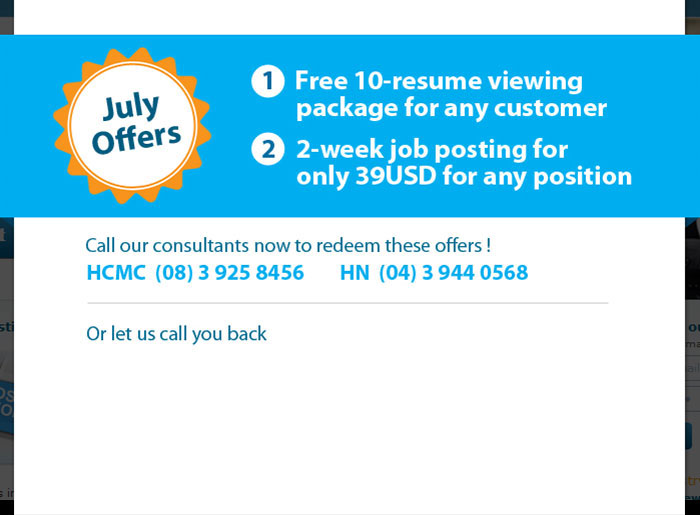 July
Offers
1 Free 10-resume viewing
package for any customer
2 2-week job posting for
only 39USD for any position
Call our consultants now to redeem these offers !
HCMC (08) 3 925 8456 HN (04) 3 944 0568
Or let us call you back